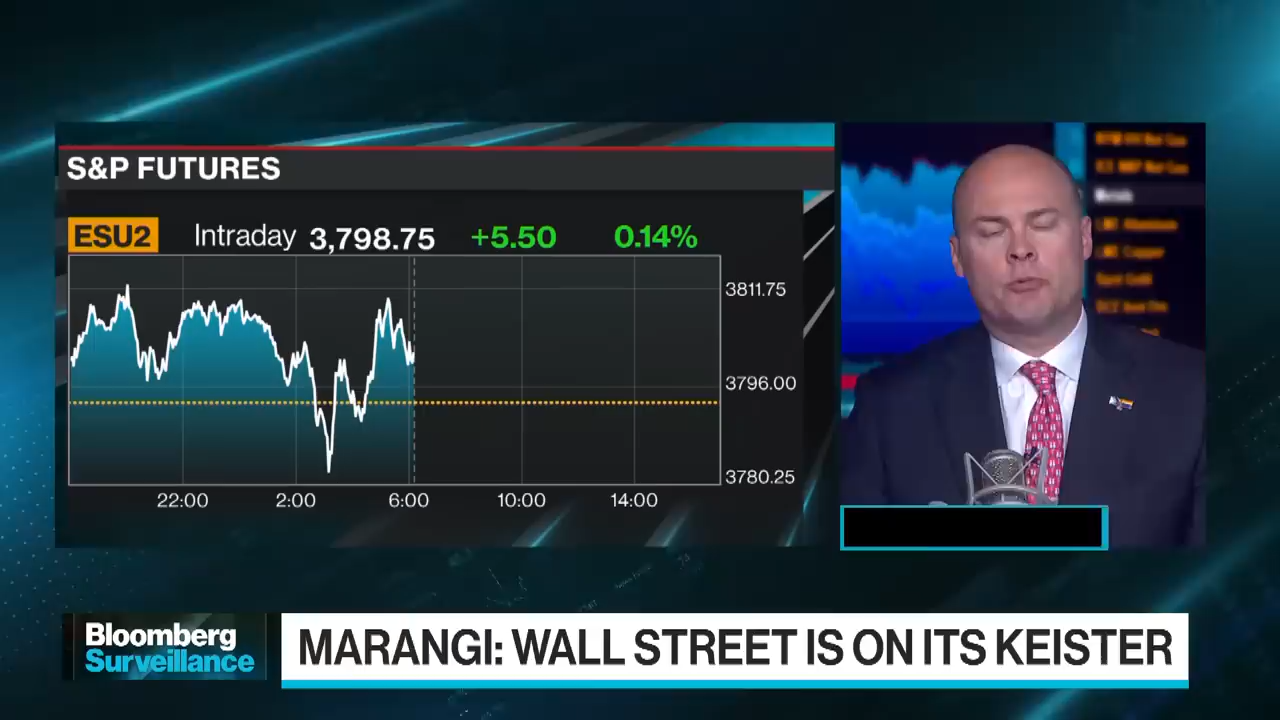 S&P FUTURES
ESU2 Intraday 3,798.75 +5.50 0.14%
3811.75
3796.00
3780.25
22:00 2:00 6:00 10:00 14:00
Bloomberg
Surveillance
MARANGI: WALL STREET IS ON ITS KEISTER